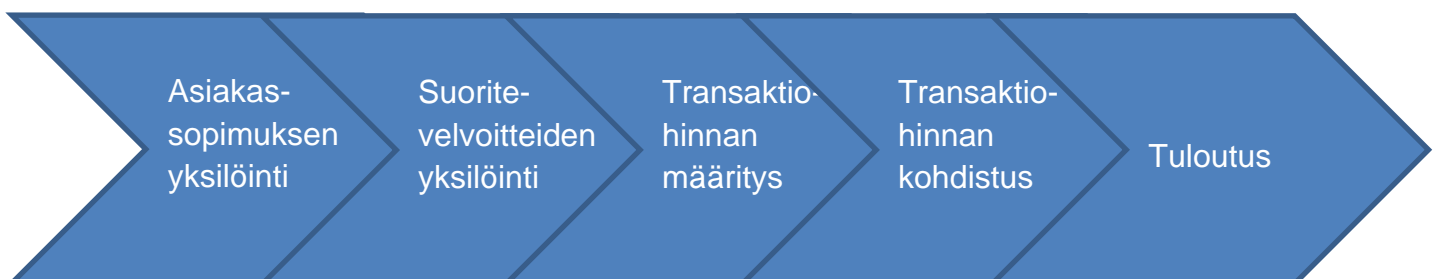 Asiakas-
sopimuksen
yksilöinti
Suorite-
velvoitteiden
yksilöinti
Transaktio-
hinnan
määritys
Transaktio-
hinnan
kohdistus
Tuloutus